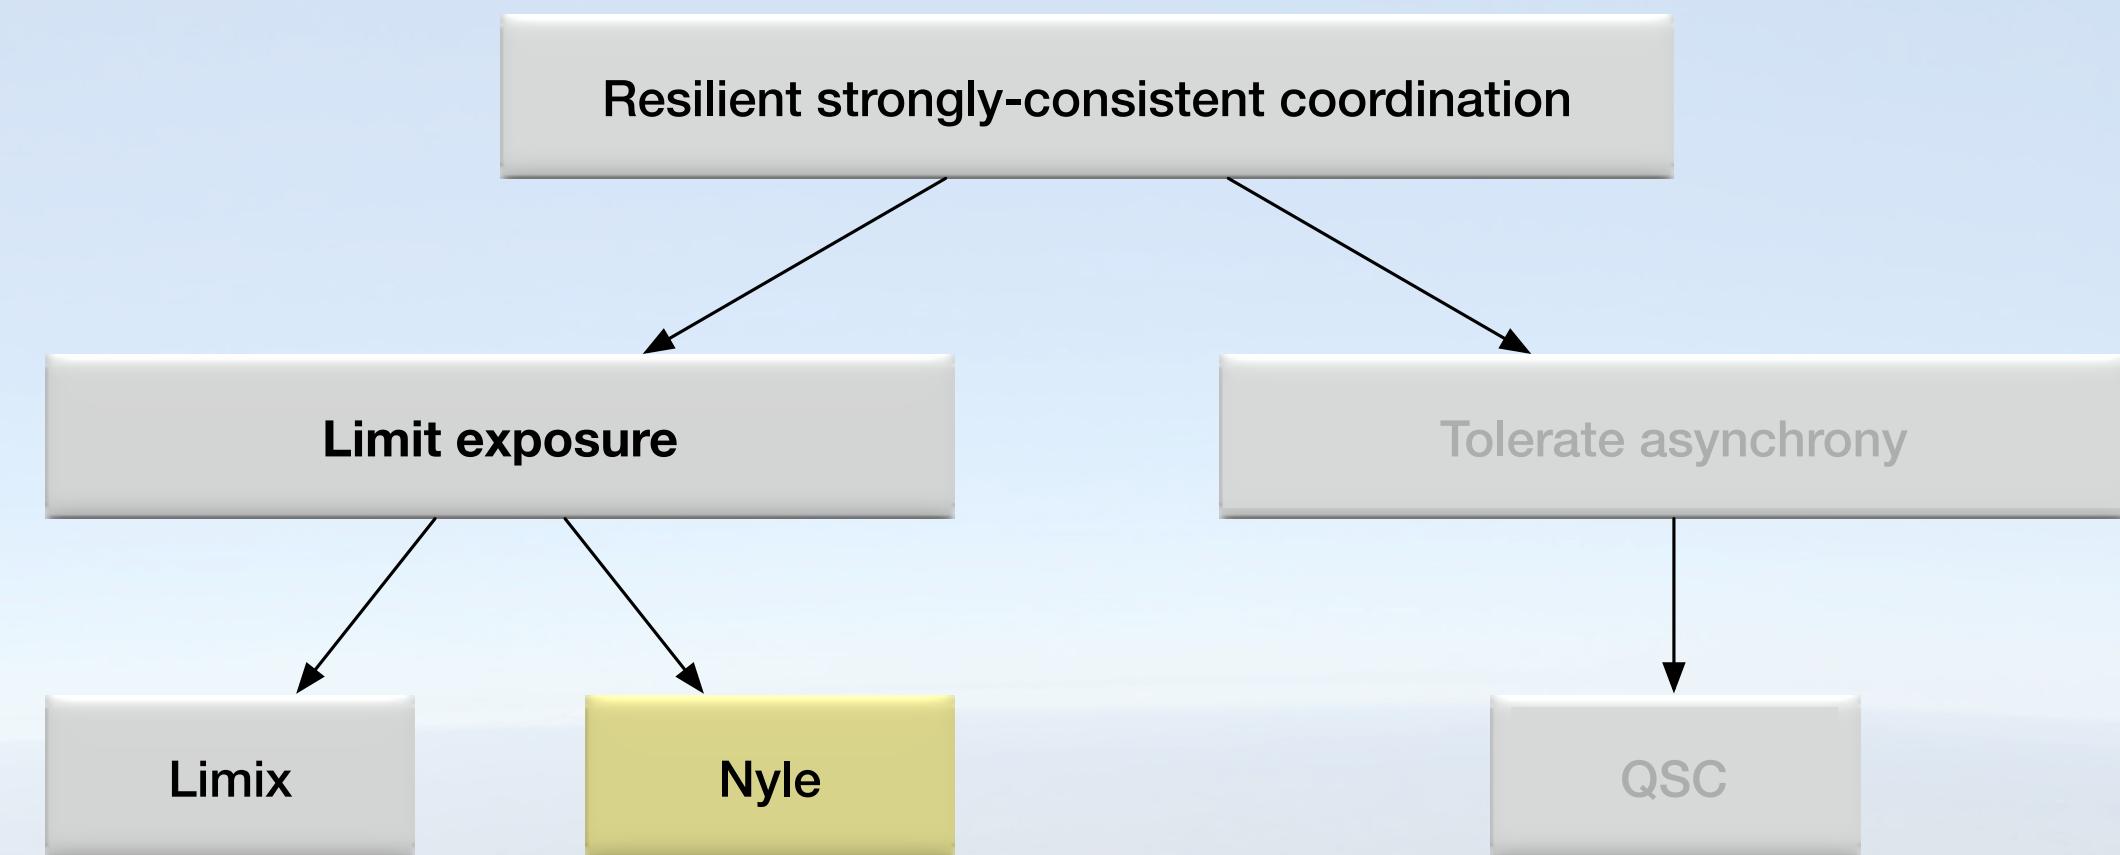 Resilient strongly-consistent coordination
Limit exposure
Tolerate asynchrony
Limix
Nyle
QSC